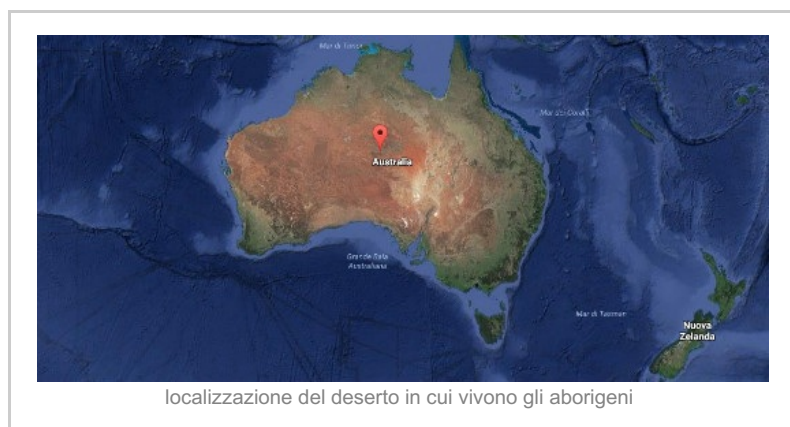 Mar di Timor
Mar dei Coralli
Australia
Grande Baia
Australiana
Mar di Tasman
Nuova
Zelanda
localizzazione del deserto in cui vivono gli aborigeni